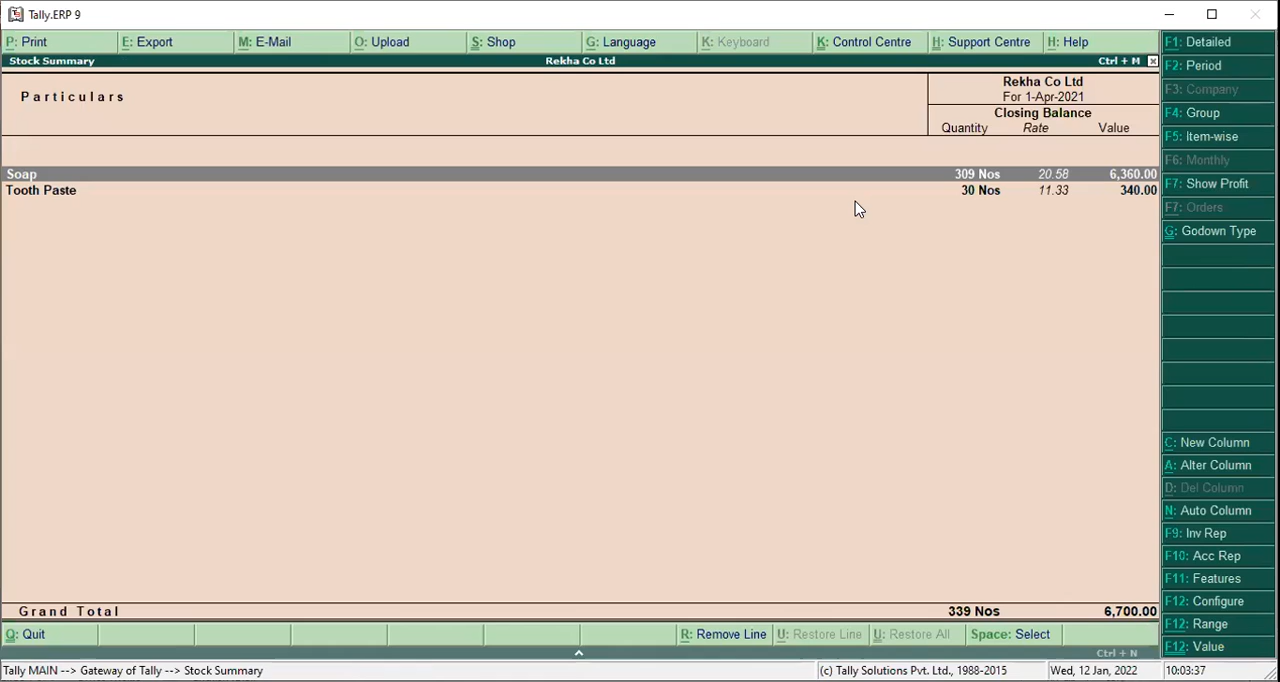 Tally.ERP 9
P: Print E: Export M: E-Mail O: Upload S: Shop G: Language K: Keyboard K: Control Centre H: Support Centre H: Help
Stock Summary Rekha Co Ltd Ctrl + M x
Particulars
Rekha Co Ltd
For 1-Apr-2021
Closing Balance
Quantity Rate Value
Soap 309 Nos 20.58 6,360.00
Tooth Paste 30 Nos 11.33 340.00
Grand Total 339 Nos 6,700.00
Q: Quit R: Remove Line U: Restore Line U: Restore All Space: Select
Ctrl + N
Tally MAIN --> Gateway of Tally --> Stock Summary (c) Tally Solutions Pvt. Ltd., 1988-2015 Wed, 12 Jan, 2022 10:03:37
F1: Detailed
F2: Period
F3: Company
F4: Group
F5: Item-wise
F6: Monthly
F7: Show Profit
F7: Orders
G: Godown Type
C: New Column
A: Alter Column
D: Del Column
N: Auto Column
F9: Inv Rep
F10: Acc Rep
F11: Features
F12: Configure
F12: Range
F12: Value